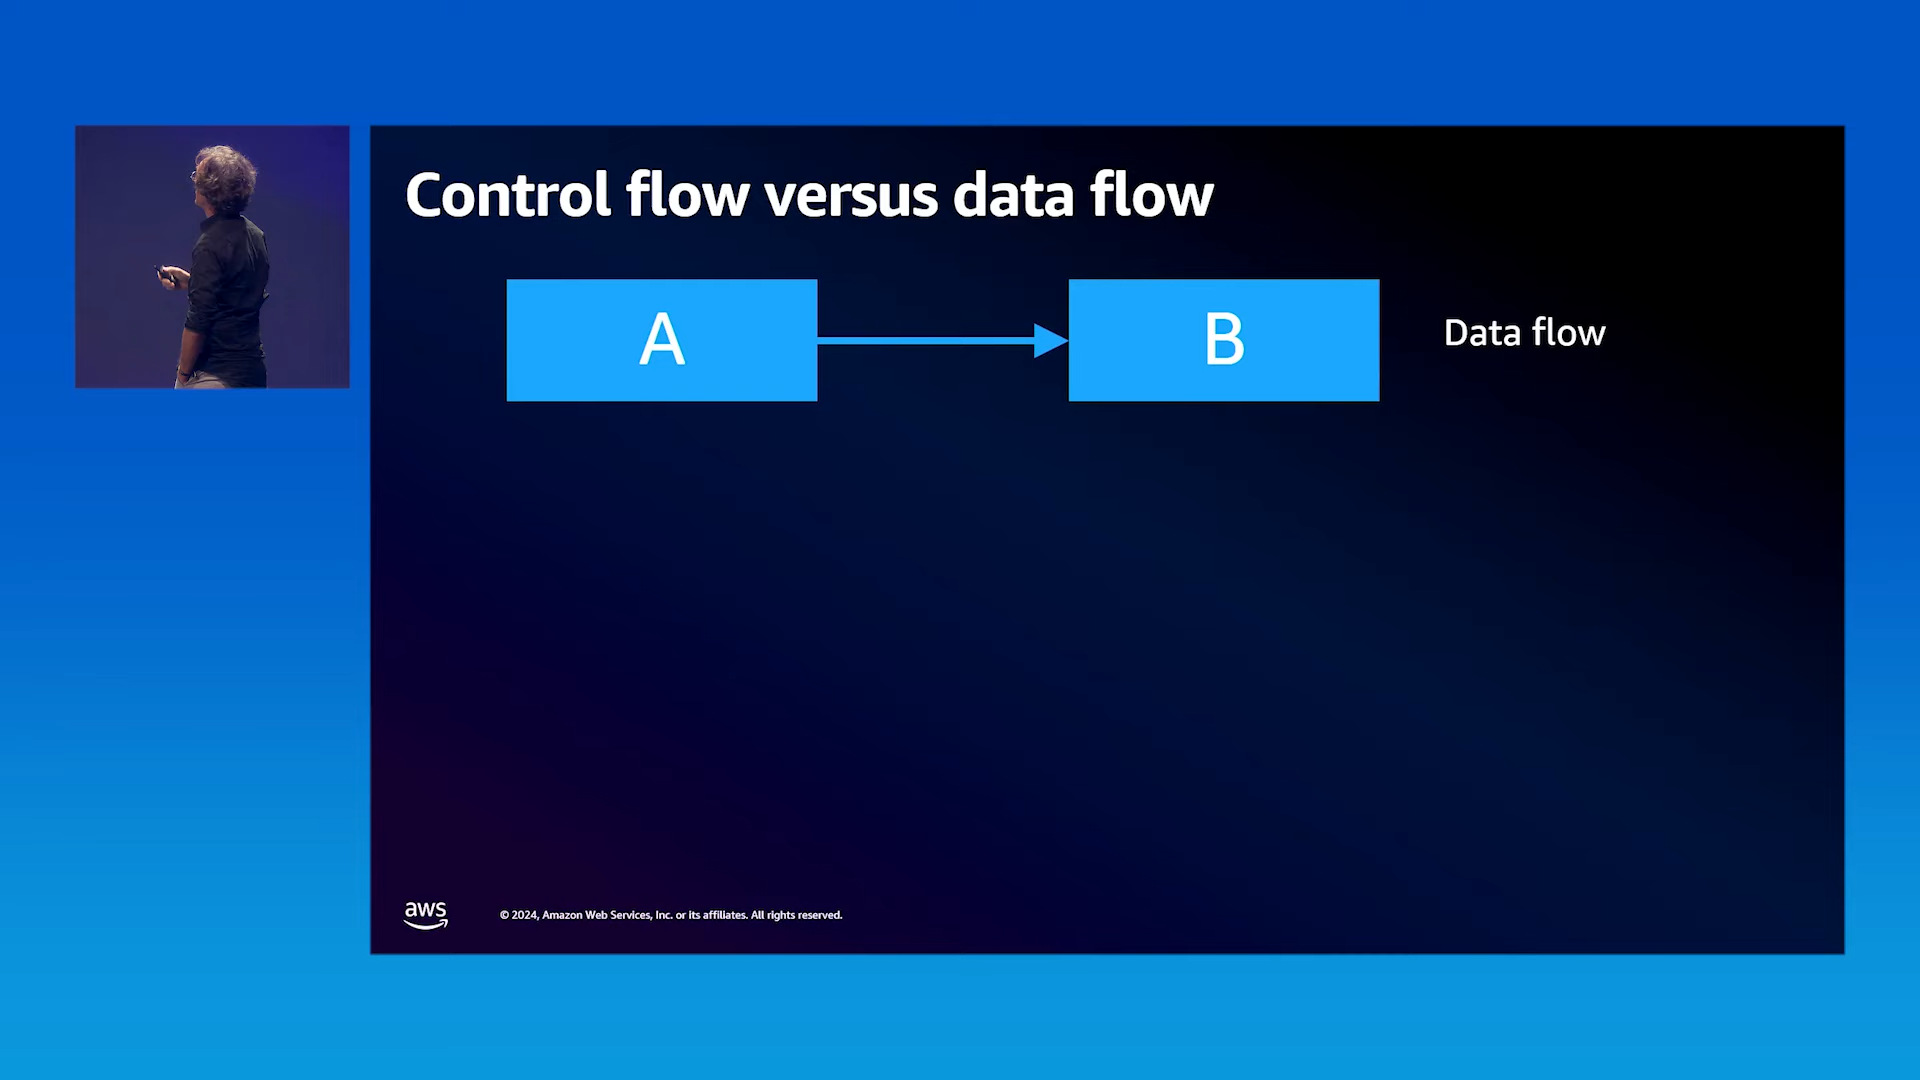 Control flow versus data flow
A
B
Data flow
aws
© 2024, Amazon Web Services, Inc. or its affiliates. All rights reserved.